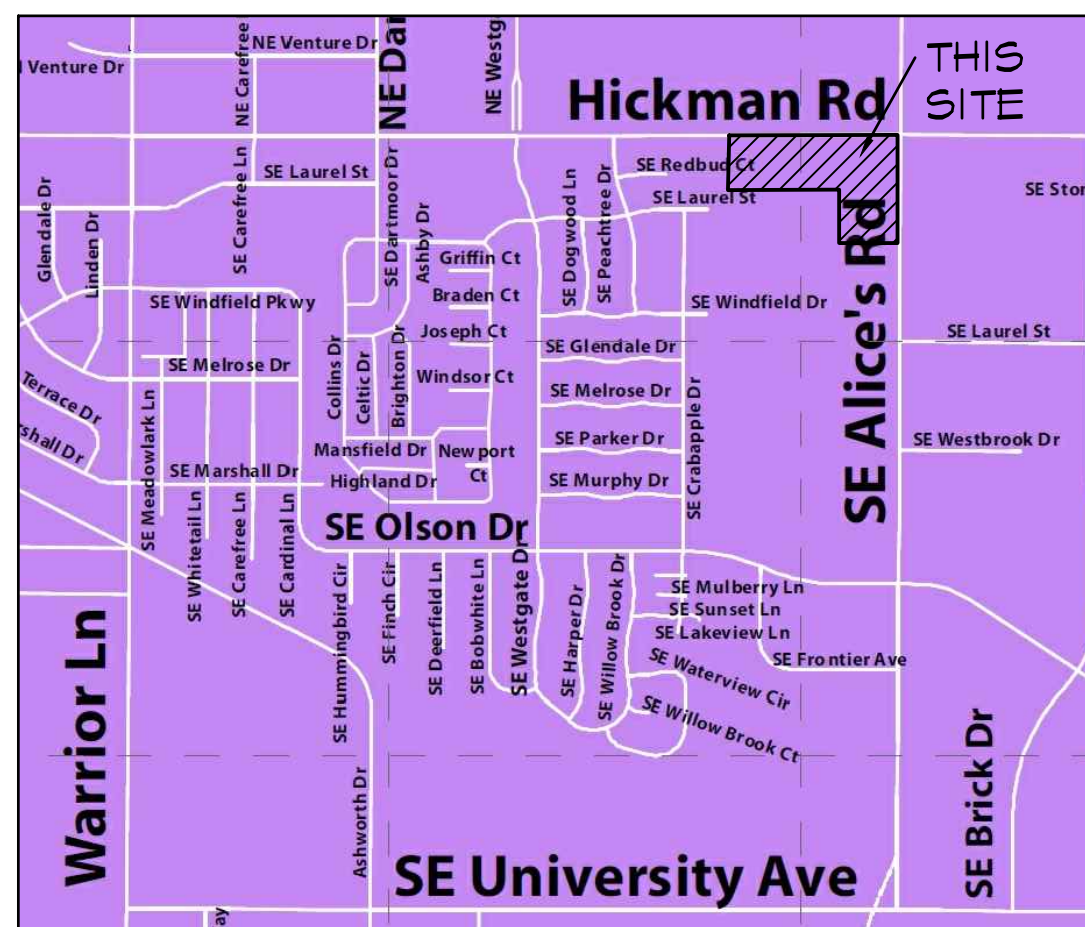 NE Venture Dr
Venture Dr
NE Carefree
NE Dar
NE Westg
Hickman Rd
THIS
SITE
SE Laurel St
SE Redbud Ct
SE Laurel St
SE Stor
Glendale Dr
Linden Dr
SE Carefree Ln
SE Dartmoor Dr
Ashby Dr
SE Dogwood Ln
SE Peachtree Dr
Griffin Ct
Braden Ct
SE Windfield Pkwy
SE Windfield Dr
Joseph Ct
SE Laurel St
SE Glendale Dr
SE Melrose Dr
Collins Dr
Celtic Dr
Brighton Dr
Windsor Ct
SE Melrose Dr
SE Crabapple Dr
SE Alice's Rd
Terrace Dr
shall Dr
SE Meadowlark Ln
SE Parker Dr
SE Westbrook Dr
Mansfield Dr
Newport
Ct
SE Marshall Dr
Highland Dr
SE Murphy Dr
SE Whitetail Ln
SE Carefree Ln
SE Cardinal Ln
SE Olson Dr
SE Hummingbird Cir
SE Finch Cir
SE Deerfield Ln
SE Bobwhite Ln
SE Westgate Dr
SE Harper Dr
SE Willow Brook Dr
SE Mulberry Ln
SE Sunset Ln
SE Lakeview Ln
SE Frontier Ave
SE Waterview Cir
SE Willow Brook Ct
Warrior Ln
Ashworth Dr
SE Brick Dr
SE University Ave
ay